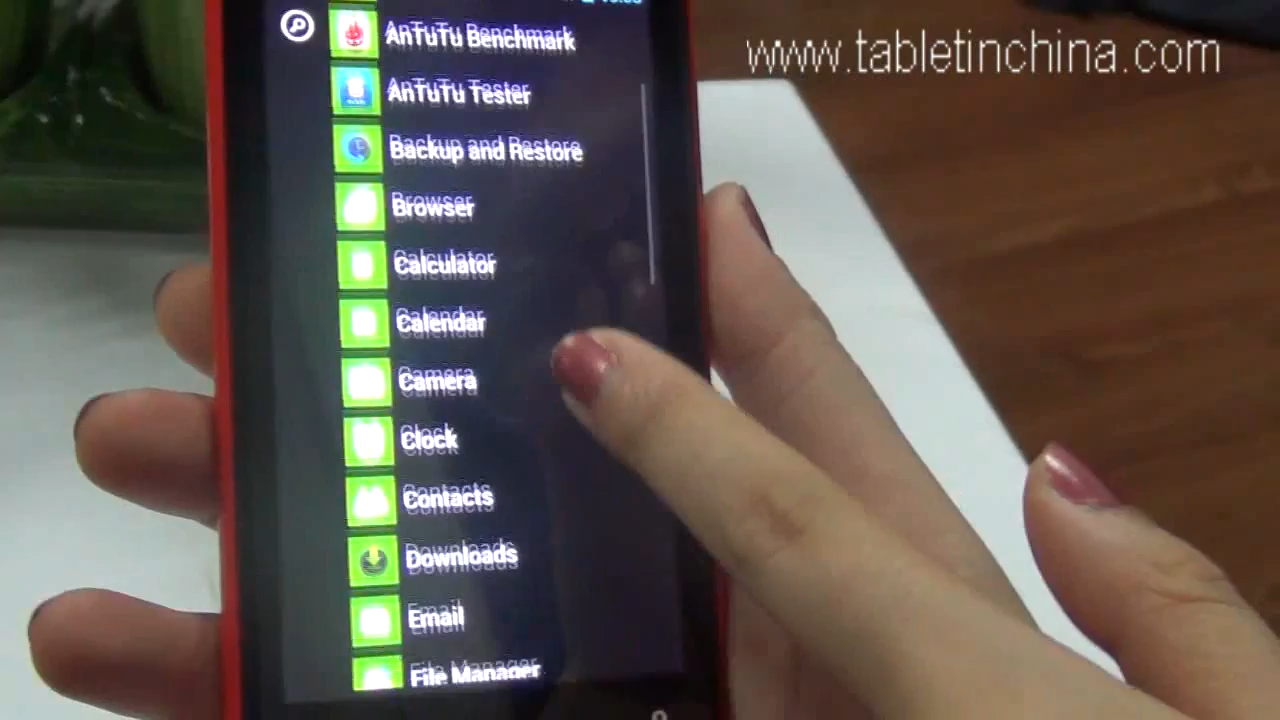 www.tabletinchina.com
AnTuTu Benchmark
AnTuTu Tester
Backup and Restore
Browser
Calculator
Calendar
Camera
Clock
Contacts
Downloads
Email
File Manager